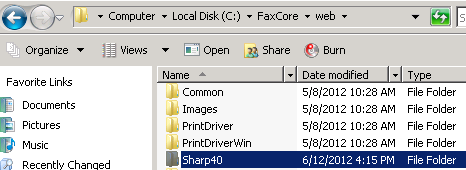 Computer Local Disk (C:) FaxCore web
Organize Views Open Share Burn
Favorite Links
Documents
Pictures
Music
Recently Changed
Name Date modified Type
Common 5/8/2012 10:28 AM File Folder
Images 5/8/2012 10:28 AM File Folder
PrintDriver 5/8/2012 10:28 AM File Folder
PrintDriverWin 5/8/2012 10:28 AM File Folder
Sharp40 6/12/2012 4:15 PM File Folder